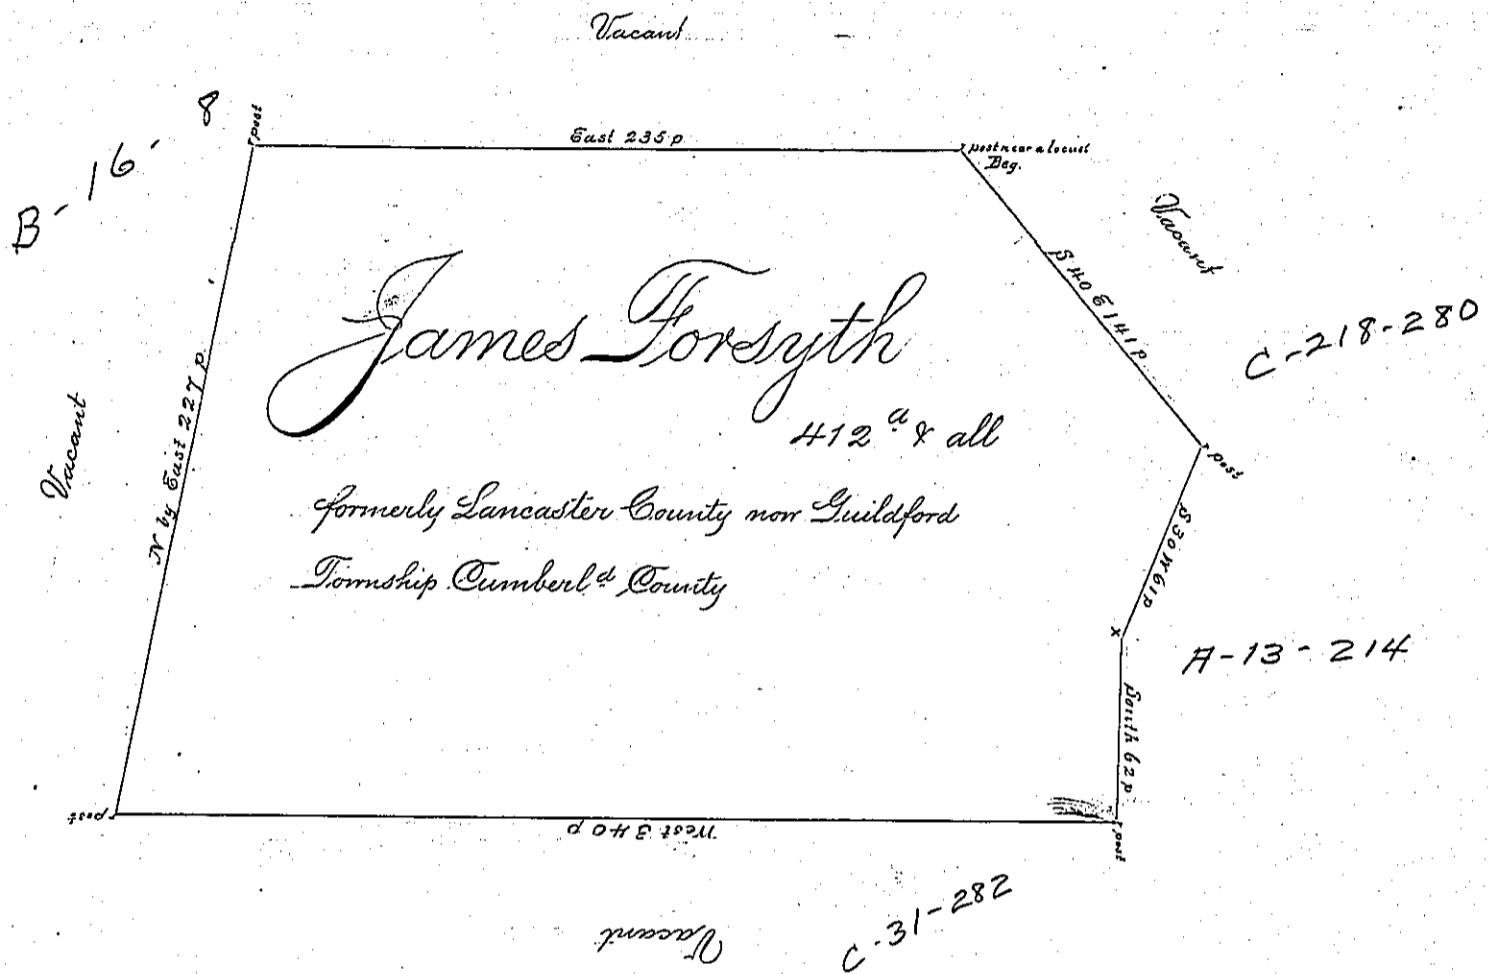 Vacant
B-16-8
post
East 235 p
post near a locust
Beg.
Vacant
S 40 E 141 p
C-218-280
James Forsyth
412 a & all
post
Vacant
N by East 227 p
formerly Lancaster County now Guildford
Township Cumberld County
S 30 W 61 p
x
A-13-214
South 62 p
post
West 340 p
post
C-31-282
Vacant